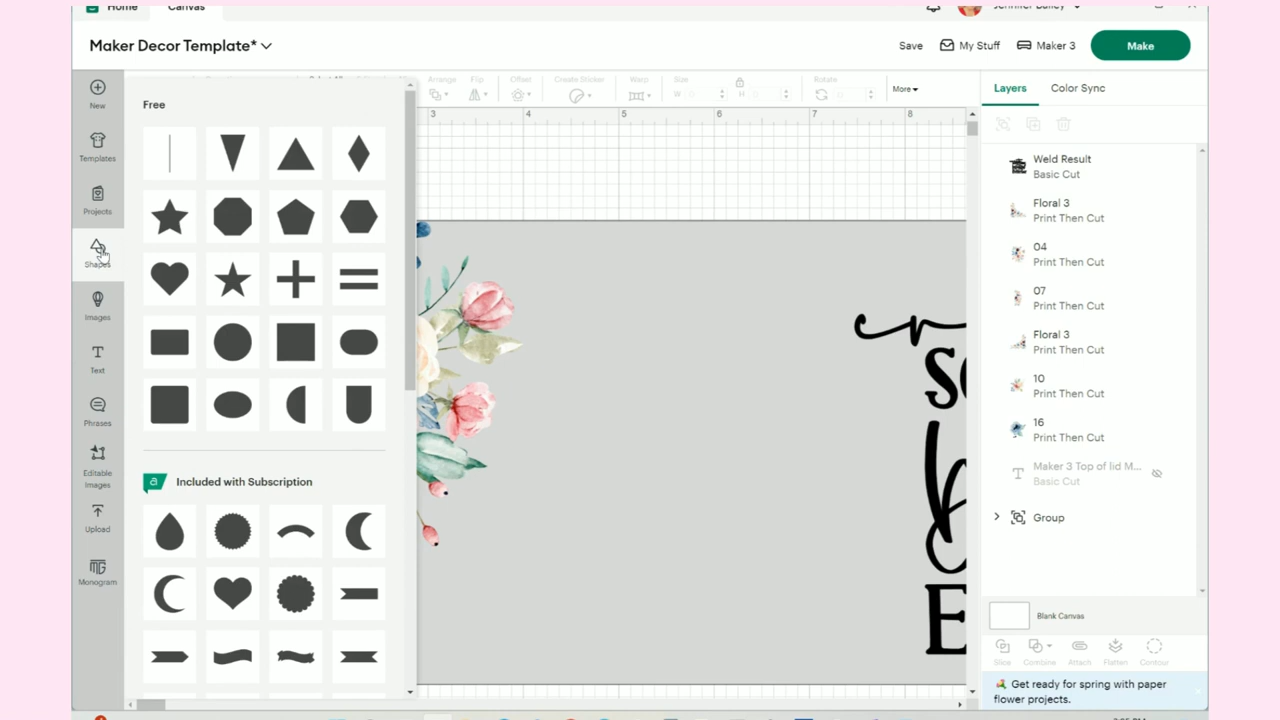 Home
Canvas
Maker Decor Template*
Save
My Stuff
Maker 3
Make
New
Templates
Projects
Shapes
Images
Text
Phrases
Editable
Images
Upload
Monogram
Free
a
Included with Subscription
Arrange
Flip
Offset
Create Sticker
Warp
Size
W
0
H
0
Rotate
0
More
3
4
5
6
7
8
E
Layers
Color Sync
Weld Result
Basic Cut
Floral 3
Print Then Cut
04
Print Then Cut
07
Print Then Cut
Floral 3
Print Then Cut
10
Print Then Cut
16
Print Then Cut
Maker 3 Top of lid M...
Basic Cut
Group
Blank Canvas
Slice
Combine
Attach
Flatten
Contour
Get ready for spring with paper
flower projects.